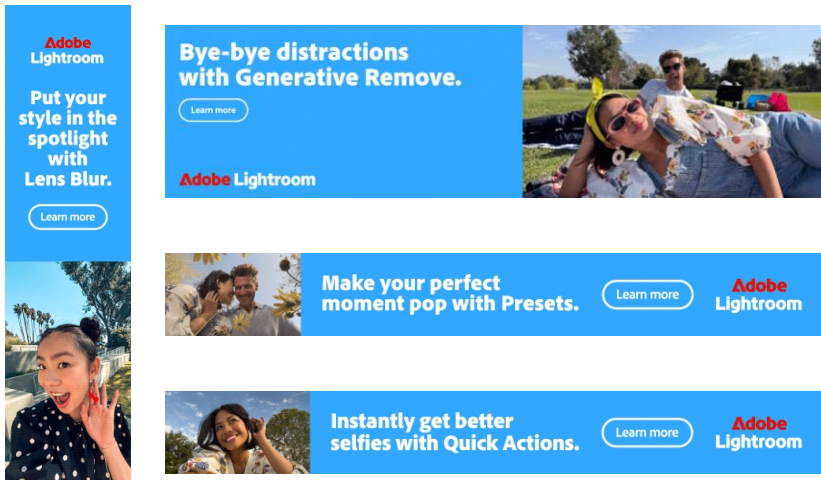 Adobe
Lightroom
Put your
style in the
spotlight
with
Lens Blur.
Learn more
Bye-bye distractions
with Generative Remove.
Learn more
Adobe Lightroom
Make your perfect
moment pop with Presets.
Learn more
Adobe
Lightroom
Instantly get better
selfies with Quick Actions.
Learn more
Adobe
Lightroom